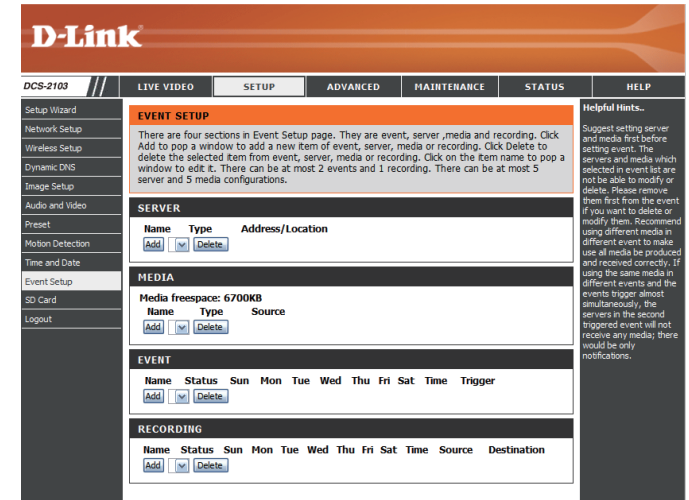 D-Link
DCS-2103 LIVE VIDEO SETUP ADVANCED MAINTENANCE STATUS HELP
Setup Wizard
Network Setup
Wireless Setup
Dynamic DNS
Image Setup
Audio and Video
Preset
Motion Detection
Time and Date
Event Setup
SD Card
Logout
EVENT SETUP
There are four sections in Event Setup page. They are event, server ,media and recording. Click
Add to pop a window to add a new item of event, server, media or recording. Click Delete to
delete the selected item from event, server, media or recording. Click on the item name to pop a
window to edit it. There can be at most 2 events and 1 recording. There can be at most 5
server and 5 media configurations.
SERVER
Name Type Address/Location
Add Delete
MEDIA
Media freespace: 6700KB
Name Type Source
Add Delete
EVENT
Name Status Sun Mon Tue Wed Thu Fri Sat Time Trigger
Add Delete
RECORDING
Name Status Sun Mon Tue Wed Thu Fri Sat Time Source Destination
Add Delete
Helpful Hints..
Suggest setting server
and media first before
setting event. The
servers and media which
selected in event list are
not be able to modify or
delete. Please remove
them first from the event
if you want to delete or
modify them. Recommend
using different media in
different event to make
use all media be produced
and received correctly. If
using the same media in
different events and the
events trigger almost
simultaneously, the
servers in the second
triggered event will not
receive any media; there
would be only
notifications.